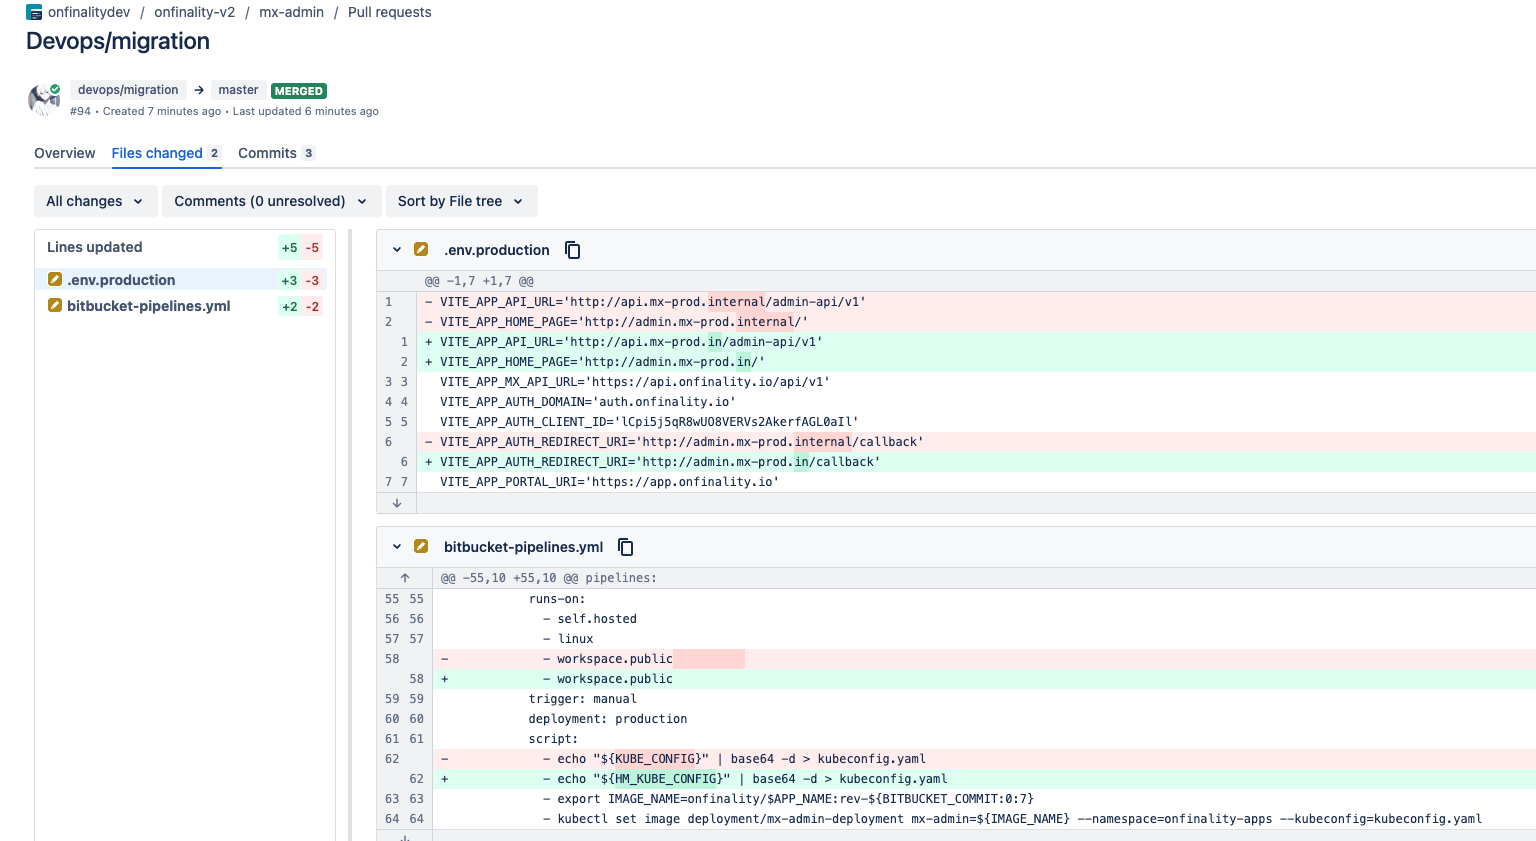 onfinalitydev / onfinality-v2 / mx-admin / Pull requests
Devops/migration
devops/migration → master MERGED
#94 • Created 7 minutes ago • Last updated 6 minutes ago
Overview Files changed 2 Commits 3
All changes Comments (0 unresolved) Sort by File tree
Lines updated +5 -5
.env.production +3 -3
bitbucket-pipelines.yml +2 -2
.env.production
@@ -1,7 +1,7 @@
1 - VITE_APP_API_URL='http://api.mx-prod.internal/admin-api/v1'
2 - VITE_APP_HOME_PAGE='http://admin.mx-prod.internal/'
1 + VITE_APP_API_URL='http://api.mx-prod.in/admin-api/v1'
2 + VITE_APP_HOME_PAGE='http://admin.mx-prod.in/'
3 3 VITE_APP_MX_API_URL='https://api.onfinality.io/api/v1'
4 4 VITE_APP_AUTH_DOMAIN='auth.onfinality.io'
5 5 VITE_APP_AUTH_CLIENT_ID='lCpi5j5qR8wUO8VERVs2AkerfAGL0aIl'
6 - VITE_APP_AUTH_REDIRECT_URI='http://admin.mx-prod.internal/callback'
6 + VITE_APP_AUTH_REDIRECT_URI='http://admin.mx-prod.in/callback'
7 7 VITE_APP_PORTAL_URI='https://app.onfinality.io'
bitbucket-pipelines.yml
@@ -55,10 +55,10 @@ pipelines:
55 55 runs-on:
56 56 - self.hosted
57 57 - linux
58 - - workspace.public
58 + - workspace.public
59 59 trigger: manual
60 60 deployment: production
61 61 script:
62 - - echo "${KUBE_CONFIG}" | base64 -d > kubeconfig.yaml
62 + - echo "${HM_KUBE_CONFIG}" | base64 -d > kubeconfig.yaml
63 63 - export IMAGE_NAME=onfinality/$APP_NAME:rev-${BITBUCKET_COMMIT:0:7}
64 64 - kubectl set image deployment/mx-admin-deployment mx-admin=${IMAGE_NAME} --namespace=onfinality-apps --kubeconfig=kubeconfig.yaml